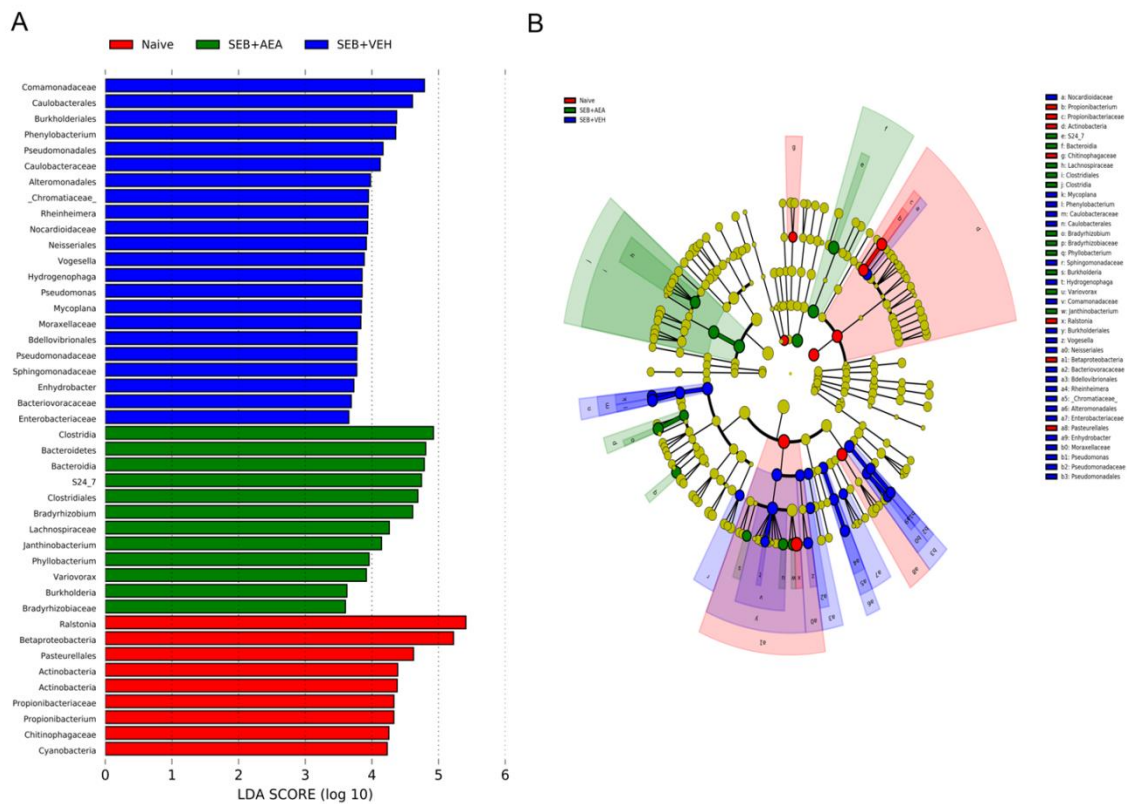 A
Naive SEB+AEA SEB+VEH
Comamonadaceae
Caulobacterales
Burkholderiales
Phenylobacterium
Pseudomonadales
Caulobacteraceae
Alteromonadales
_Chromatiaceae_
Rheinheimera
Nocardioidaceae
Neisseriales
Vogesella
Hydrogenophaga
Pseudomonas
Mycoplana
Moraxellaceae
Bdellovibrionales
Pseudomonadaceae
Sphingomonadaceae
Enhydrobacter
Bacteriovoracaceae
Enterobacteriaceae
Clostridia
Bacteroidetes
Bacteroidia
S24_7
Clostridiales
Bradyrhizobium
Lachnospiraceae
Janthinobacterium
Phyllobacterium
Variovorax
Burkholderia
Bradyrhizobiaceae
Ralstonia
Betaproteobacteria
Pasteurellales
Actinobacteria
Actinobacteria
Propionibacteriaceae
Propionibacterium
Chitinophagaceae
Cyanobacteria
0 1 2 3 4 5 6
LDA SCORE (log 10)
B
Naive
SEB+AEA
SEB+VEH
a: Nocardioidaceae
b: Propionibacterium
c: Propionibacteriaceae
d: Actinobacteria
e: S24_7
f: Bacteroidia
g: Chitinophagaceae
h: Lachnospiraceae
i: Clostridiales
j: Clostridia
k: Mycoplana
l: Phenylobacterium
m: Caulobacteraceae
n: Caulobacterales
o: Bradyrhizobium
p: Bradyrhizobiaceae
q: Phyllobacterium
r: Sphingomonadaceae
s: Burkholderia
t: Hydrogenophaga
u: Variovorax
v: Comamonadaceae
w: Janthinobacterium
x: Ralstonia
y: Burkholderiales
z: Vogesella
a0: Neisseriales
a1: Betaproteobacteria
a2: Bacteriovoracaceae
a3: Bdellovibrionales
a4: Rheinheimera
a5: _Chromatiaceae_
a6: Alteromonadales
a7: Enterobacteriaceae
a8: Pasteurellales
a9: Enhydrobacter
b0: Moraxellaceae
b1: Pseudomonas
b2: Pseudomonadaceae
b3: Pseudomonadales